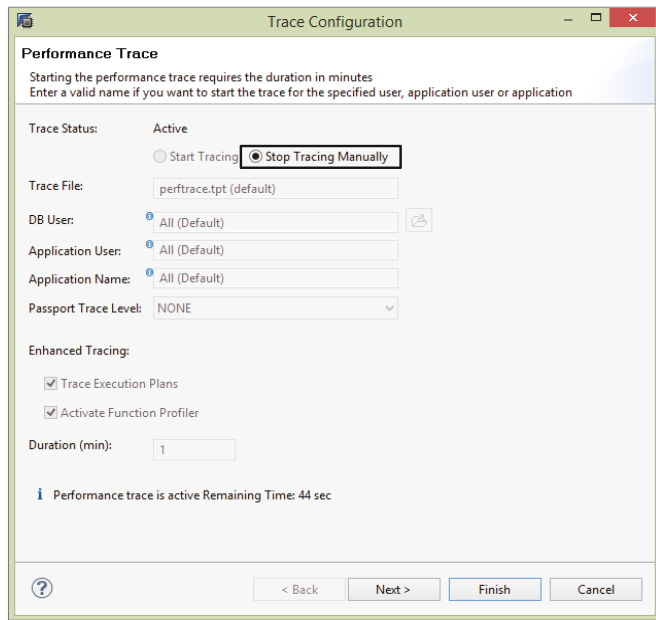 Trace Configuration
Performance Trace
Starting the performance trace requires the duration in minutes
Enter a valid name if you want to start the trace for the specified user, application user or application
Trace Status: Active
Start Tracing Stop Tracing Manually
Trace File: perftrace.tpt (default)
DB User: All (Default)
Application User: All (Default)
Application Name: All (Default)
Passport Trace Level: NONE
Enhanced Tracing:
Trace Execution Plans
Activate Function Profiler
Duration (min): 1
i Performance trace is active Remaining Time: 44 sec
? < Back Next > Finish Cancel